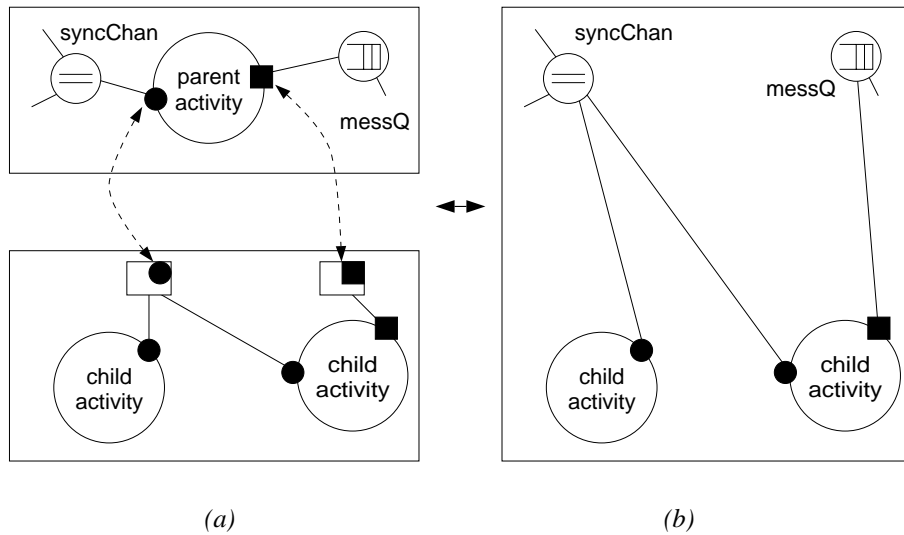 syncChan
parent
activity
messQ
child
activity
child
activity
(a)
syncChan
messQ
child
activity
child
activity
(b)